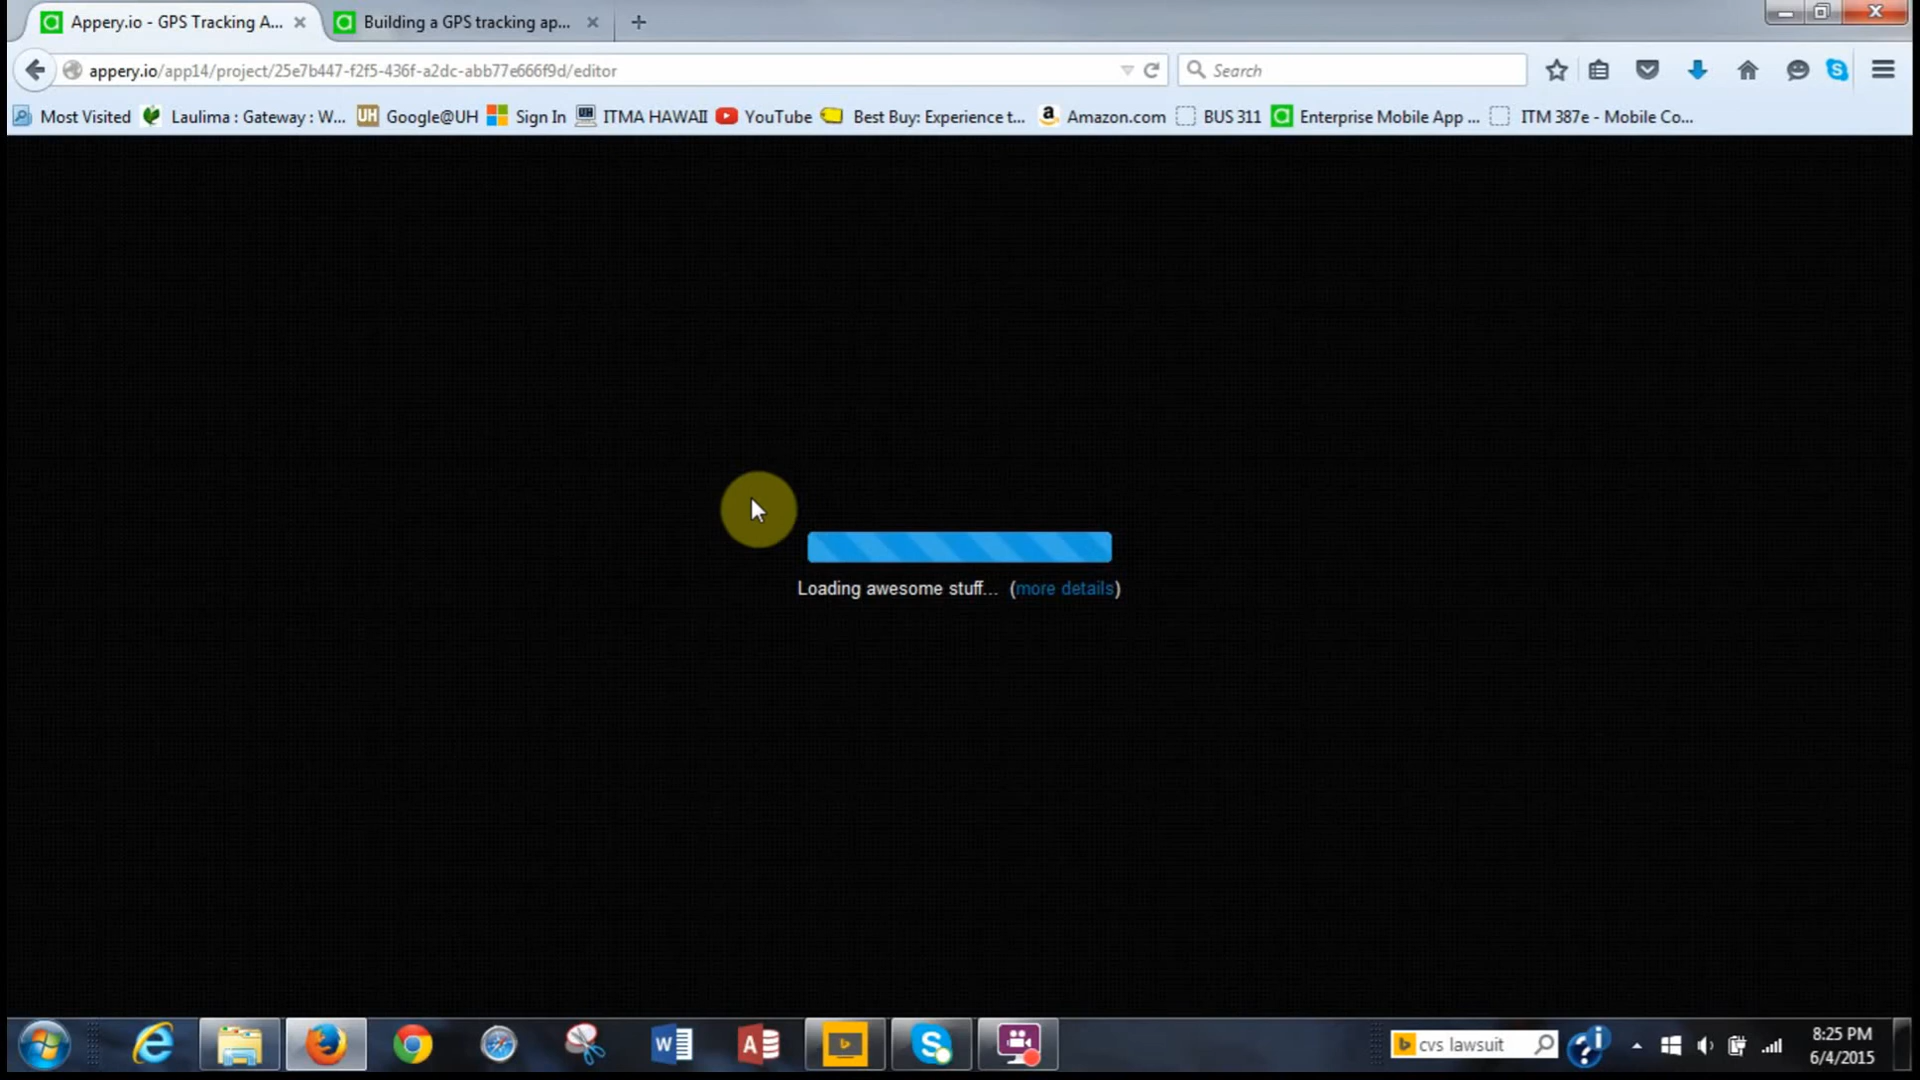 Appery.io - GPS Tracking A...
Building a GPS tracking ap...
appery.io/app14/project/25e7b447-f2f5-436f-a2dc-abb77e666f9d/editor
Search
Most Visited
Laulima : Gateway : W...
UH
Google@UH
Sign In
ITMA HAWAII
YouTube
Best Buy: Experience t...
a
Amazon.com
BUS 311
Enterprise Mobile App ...
ITM 387e - Mobile Co...
Loading awesome stuff... (more details)
cvs lawsuit
8:25 PM
6/4/2015